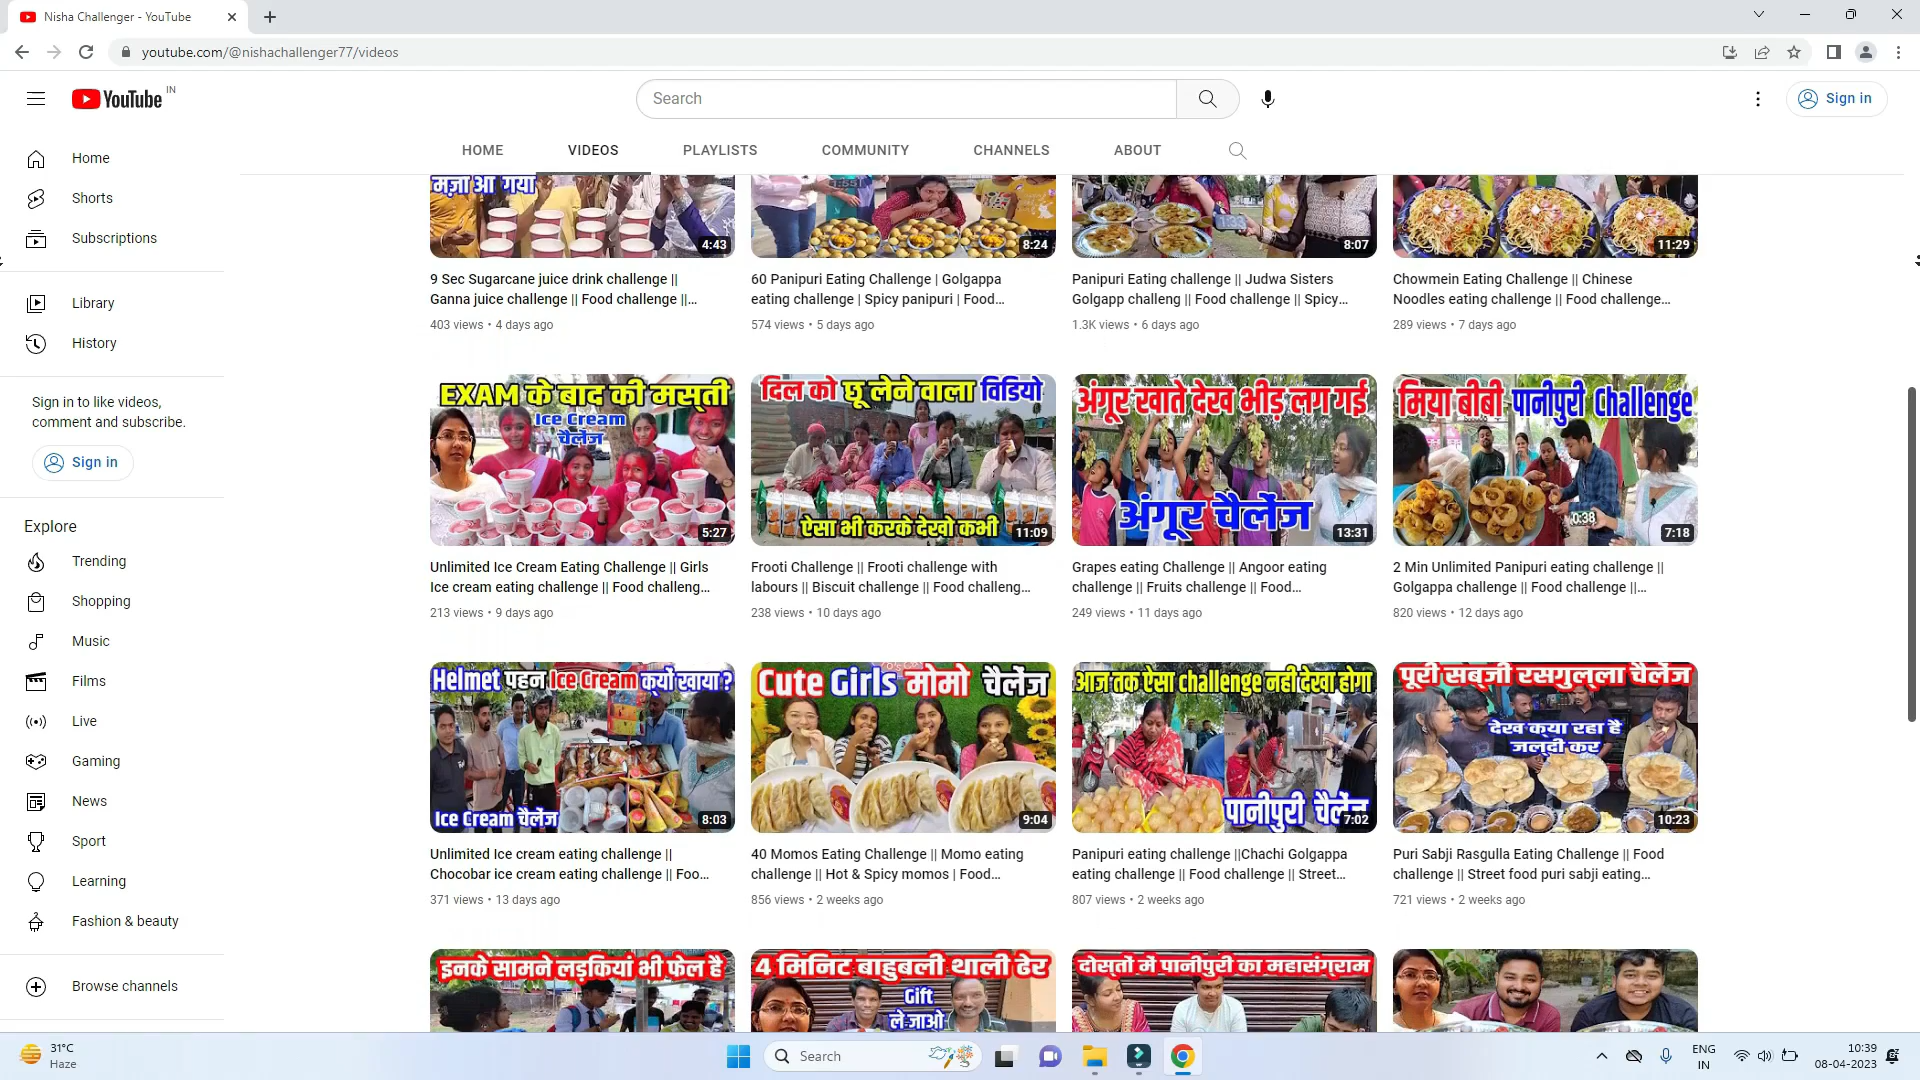 Nisha Challenger - YouTube
youtube.com/@nishachallenger77/videos
YouTube IN
Search
Sign in
HOME VIDEOS PLAYLISTS COMMUNITY CHANNELS ABOUT
Home
Shorts
Subscriptions
Library
History
Sign in to like videos,
comment and subscribe.
Sign in
Explore
Trending
Shopping
Music
Films
Live
Gaming
News
Sport
Learning
Fashion & beauty
Browse channels
मज़ा आ गया
4:43
9 Sec Sugarcane juice drink challenge ||
Ganna juice challenge || Food challenge ||...
403 views • 4 days ago
8:24
60 Panipuri Eating Challenge | Golgappa
eating challenge | Spicy panipuri | Food...
574 views • 5 days ago
8:07
Panipuri Eating challenge || Judwa Sisters
Golgapp challeng || Food challenge || Spicy...
1.3K views • 6 days ago
11:29
Chowmein Eating Challenge || Chinese
Noodles eating challenge || Food challenge...
289 views • 7 days ago
EXAM के बाद की मस्ती
Ice Cream
चैलेंज
5:27
Unlimited Ice Cream Eating Challenge || Girls
Ice cream eating challenge || Food challeng...
213 views • 9 days ago
दिल को छू लेने वाला विडियो
ऐसा भी करके देखो कभी
11:09
Frooti Challenge || Frooti challenge with
labours || Biscuit challenge || Food challeng...
238 views • 10 days ago
अंगूर खाते देख भीड़ लग गई
अंगूर चैलेंज
13:31
Grapes eating Challenge || Angoor eating
challenge || Fruits challenge || Food...
249 views • 11 days ago
मिया बीबी पानीपुरी Challenge
0:38
7:18
2 Min Unlimited Panipuri eating challenge ||
Golgappa challenge || Food challenge ||...
820 views • 12 days ago
Helmet पहन Ice Cream क्यों खाया ?
Ice Cream चैलेंज
8:03
Unlimited Ice cream eating challenge ||
Chocobar ice cream eating challenge || Foo...
371 views • 13 days ago
Cute Girls मोमो चैलेंज
9:04
40 Momos Eating Challenge || Momo eating
challenge || Hot & Spicy momos | Food...
856 views • 2 weeks ago
आज तक ऐसा challenge नही देखा होगा
पानीपुरी चैलेंज
7:02
Panipuri eating challenge ||Chachi Golgappa
eating challenge || Food challenge || Street...
807 views • 2 weeks ago
पूरी सब्जी रसगुल्ला चैलेंज
देख क्या रहा है
जल्दी कर
10:23
Puri Sabji Rasgulla Eating Challenge || Food
challenge || Street food puri sabji eating...
721 views • 2 weeks ago
इनके सामने लड़कियां भी फेल है
4 मिनिट बाहुबली थाली ढेर
Gift
ले जाओ
दोस्तों में पानीपुरी का महासंग्राम
31°C
Haze
Search
ENG
IN
10:39
08-04-2023